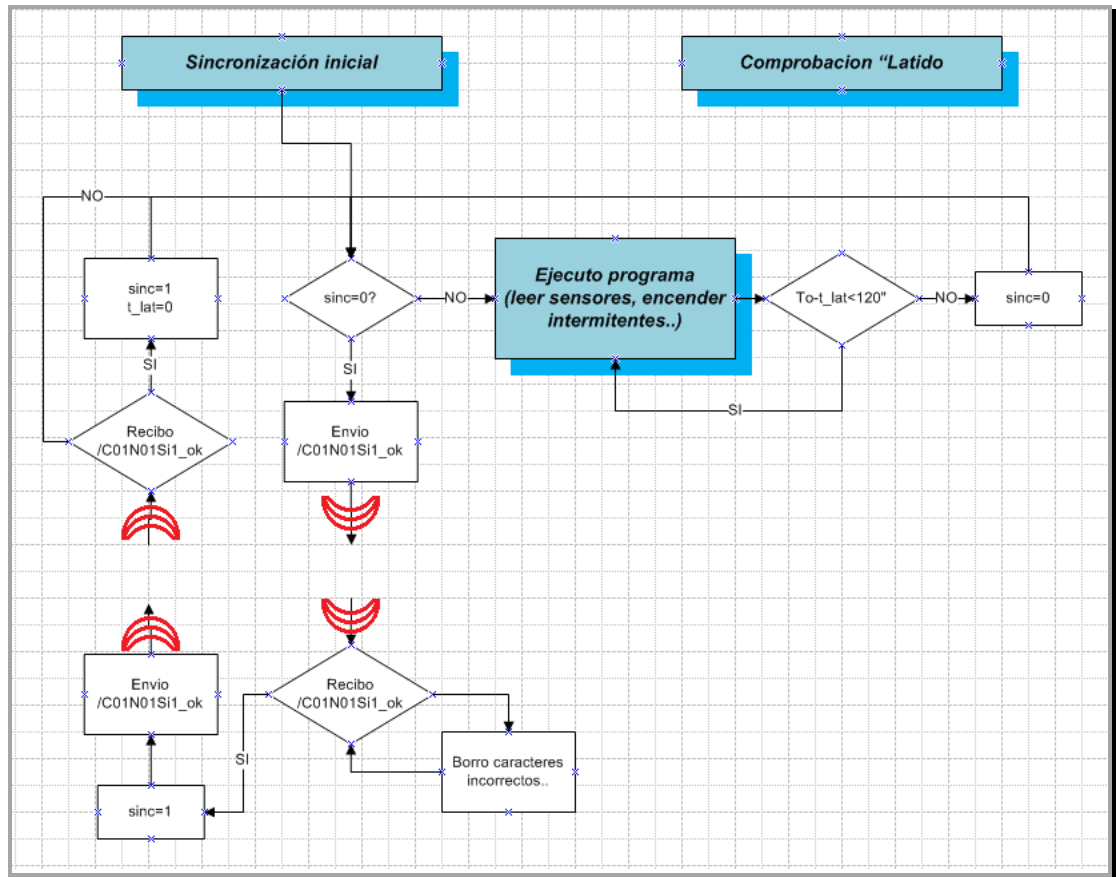 Sincronización inicial
Comprobacion “Latido
NO
sinc=1
t_lat=0
sinc=0?
NO
Ejecuto programa
(leer sensores, encender
intermitentes..)
To-t_lat<120"
NO
sinc=0
SI
SI
SI
Recibo
/C01N01Si1_ok
Envio
/C01N01Si1_ok
Envio
/C01N01Si1_ok
Recibo
/C01N01Si1_ok
SI
Borro caracteres
incorrectos..
sinc=1